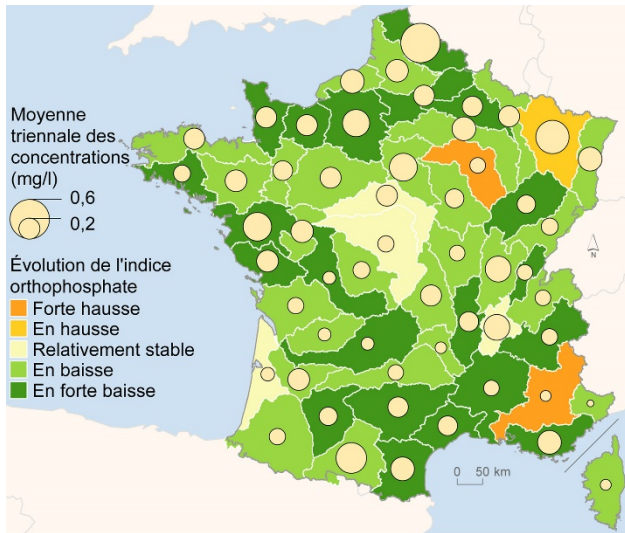 Moyenne
triennale des
concentrations
(mg/l)
0,6
0,2
Évolution de l'indice
orthophosphate
Forte hausse
En hausse
Relativement stable
En baisse
En forte baisse
N
0 50 km